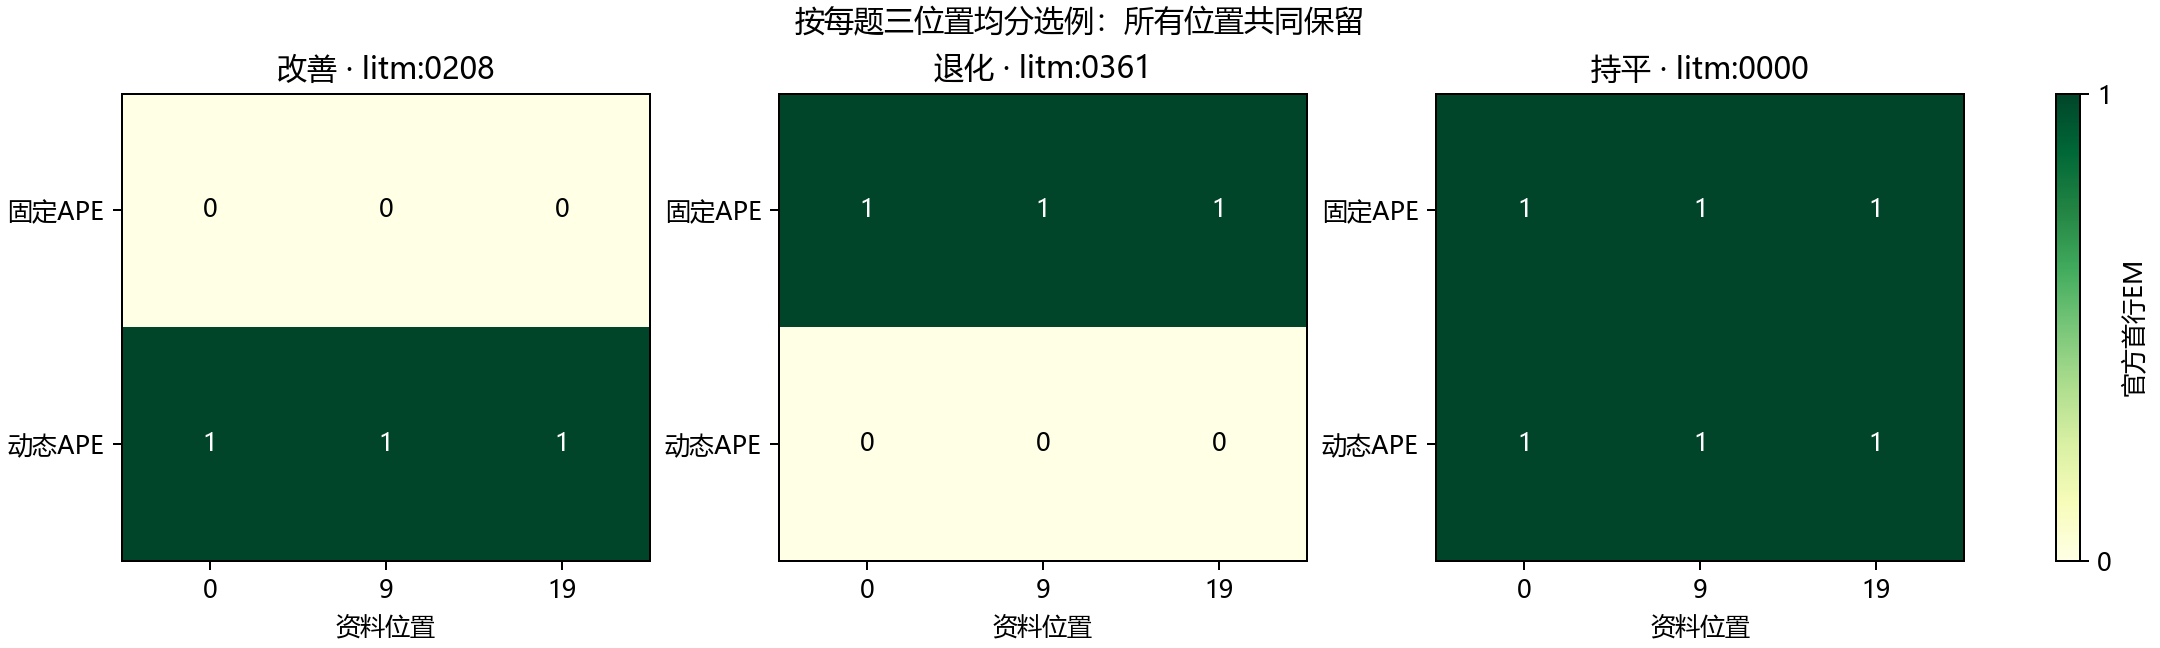 按每题三位置均分选例：所有位置共同保留
改善 · litm:0208
固定APE
0 0 0
动态APE
1 1 1
0 9 19
资料位置
退化 · litm:0361
固定APE
1 1 1
动态APE
0 0 0
0 9 19
资料位置
持平 · litm:0000
固定APE
1 1 1
动态APE
1 1 1
0 9 19
资料位置
1
0
官方首行EM